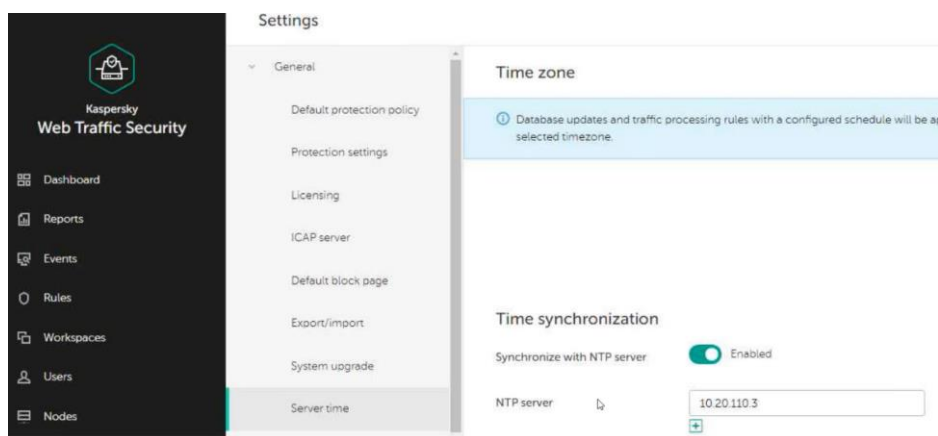 Settings
Kaspersky
Web Traffic Security
Dashboard
Reports
Events
Rules
Workspaces
Users
Nodes
General
Default protection policy
Protection settings
Licensing
ICAP server
Default block page
Export/import
System upgrade
Server time
Time zone
Database updates and traffic processing rules with a configured schedule will be
selected timezone.
Time synchronization
Synchronize with NTP server
Enabled
NTP server
10.20.110.3